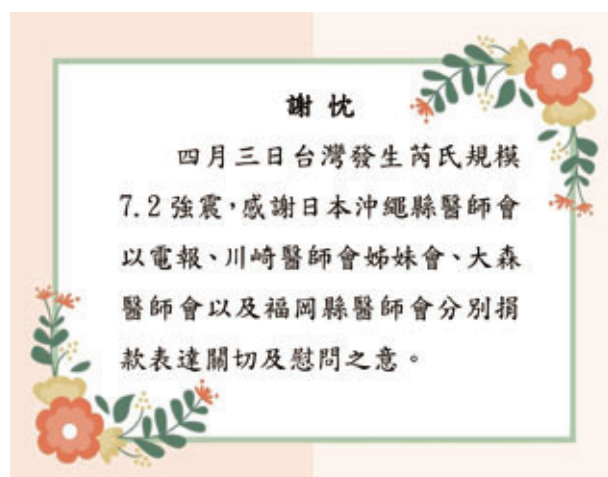 謝忱
四月三日台灣發生芮氏規模
7.2強震，感謝日本沖繩縣醫師會
以電報、川崎醫師會姊妹會、大森
醫師會以及福岡縣醫師會分別捐
款表達關切及慰問之意。